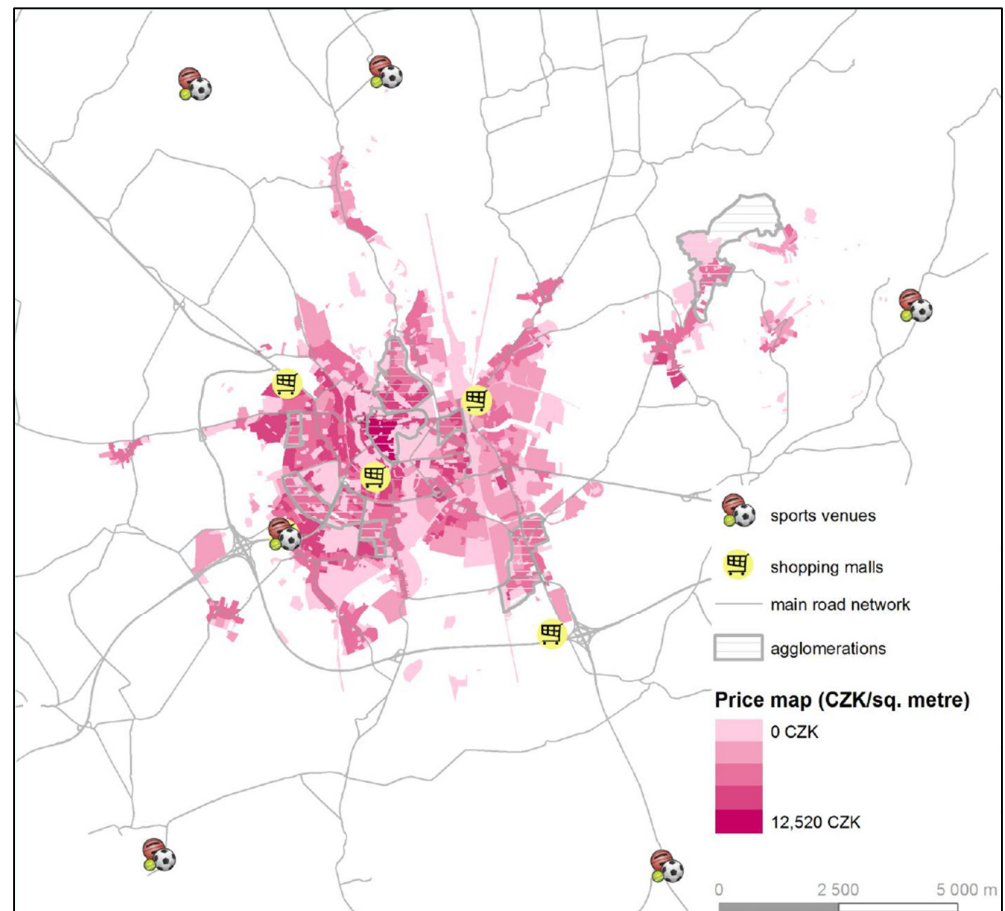 sports venues
shopping malls
main road network
agglomerations
Price map (CZK/sq. metre)
0 CZK
12,520 CZK
0 2 500 5 000 m